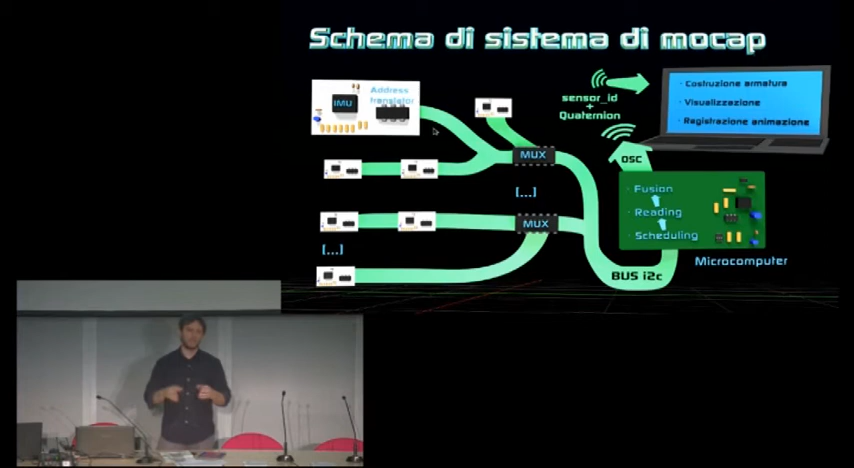 Schema di sistema di mocap
IMU
Address
translator
MUX
[...]
MUX
[...]
BUS i2c
sensor_id
+
Quaternion
OSC
• Costruzione armatura
• Visualizzazione
• Registrazione animazione
• Fusion
• Reading
• Scheduling
Microcomputer